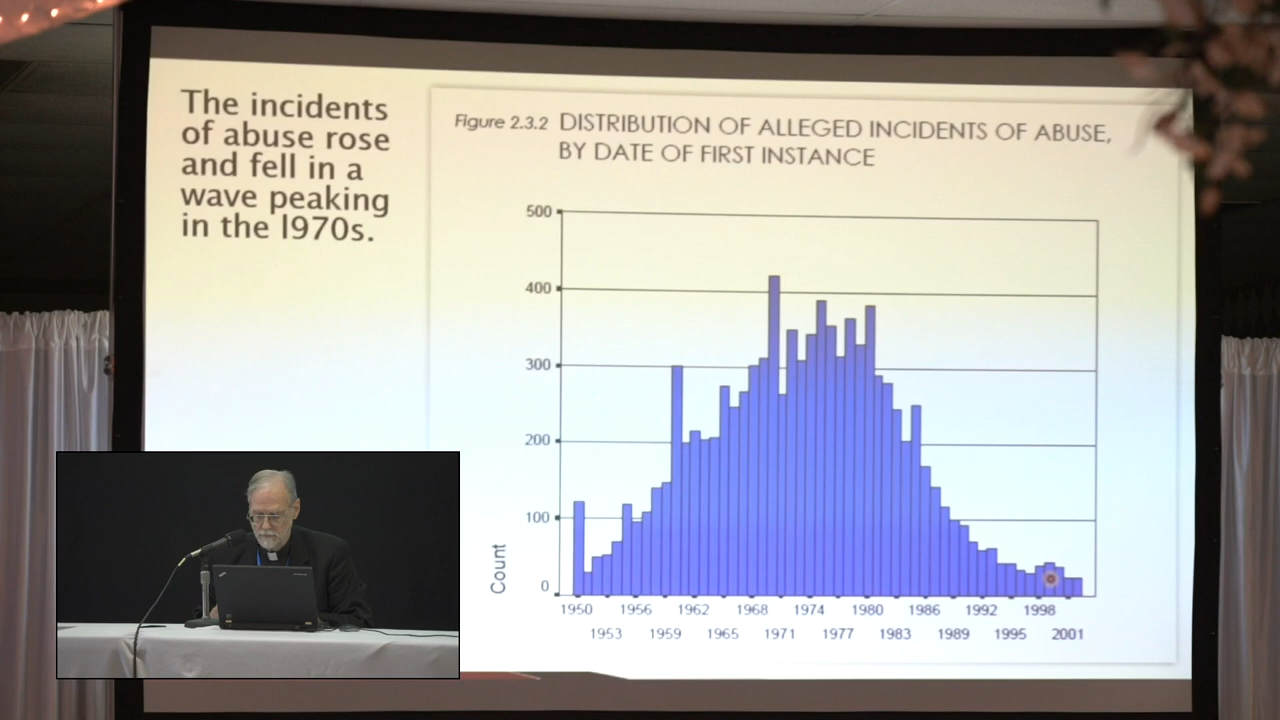 The incidents
of abuse rose
and fell in a
wave peaking
in the 1970s.
Figure 2.3.2 DISTRIBUTION OF ALLEGED INCIDENTS OF ABUSE,
BY DATE OF FIRST INSTANCE
500
400
300
200
100
0
Count
1950 1956 1962 1968 1974 1980 1986 1992 1998
1953 1959 1965 1971 1977 1983 1989 1995 2001